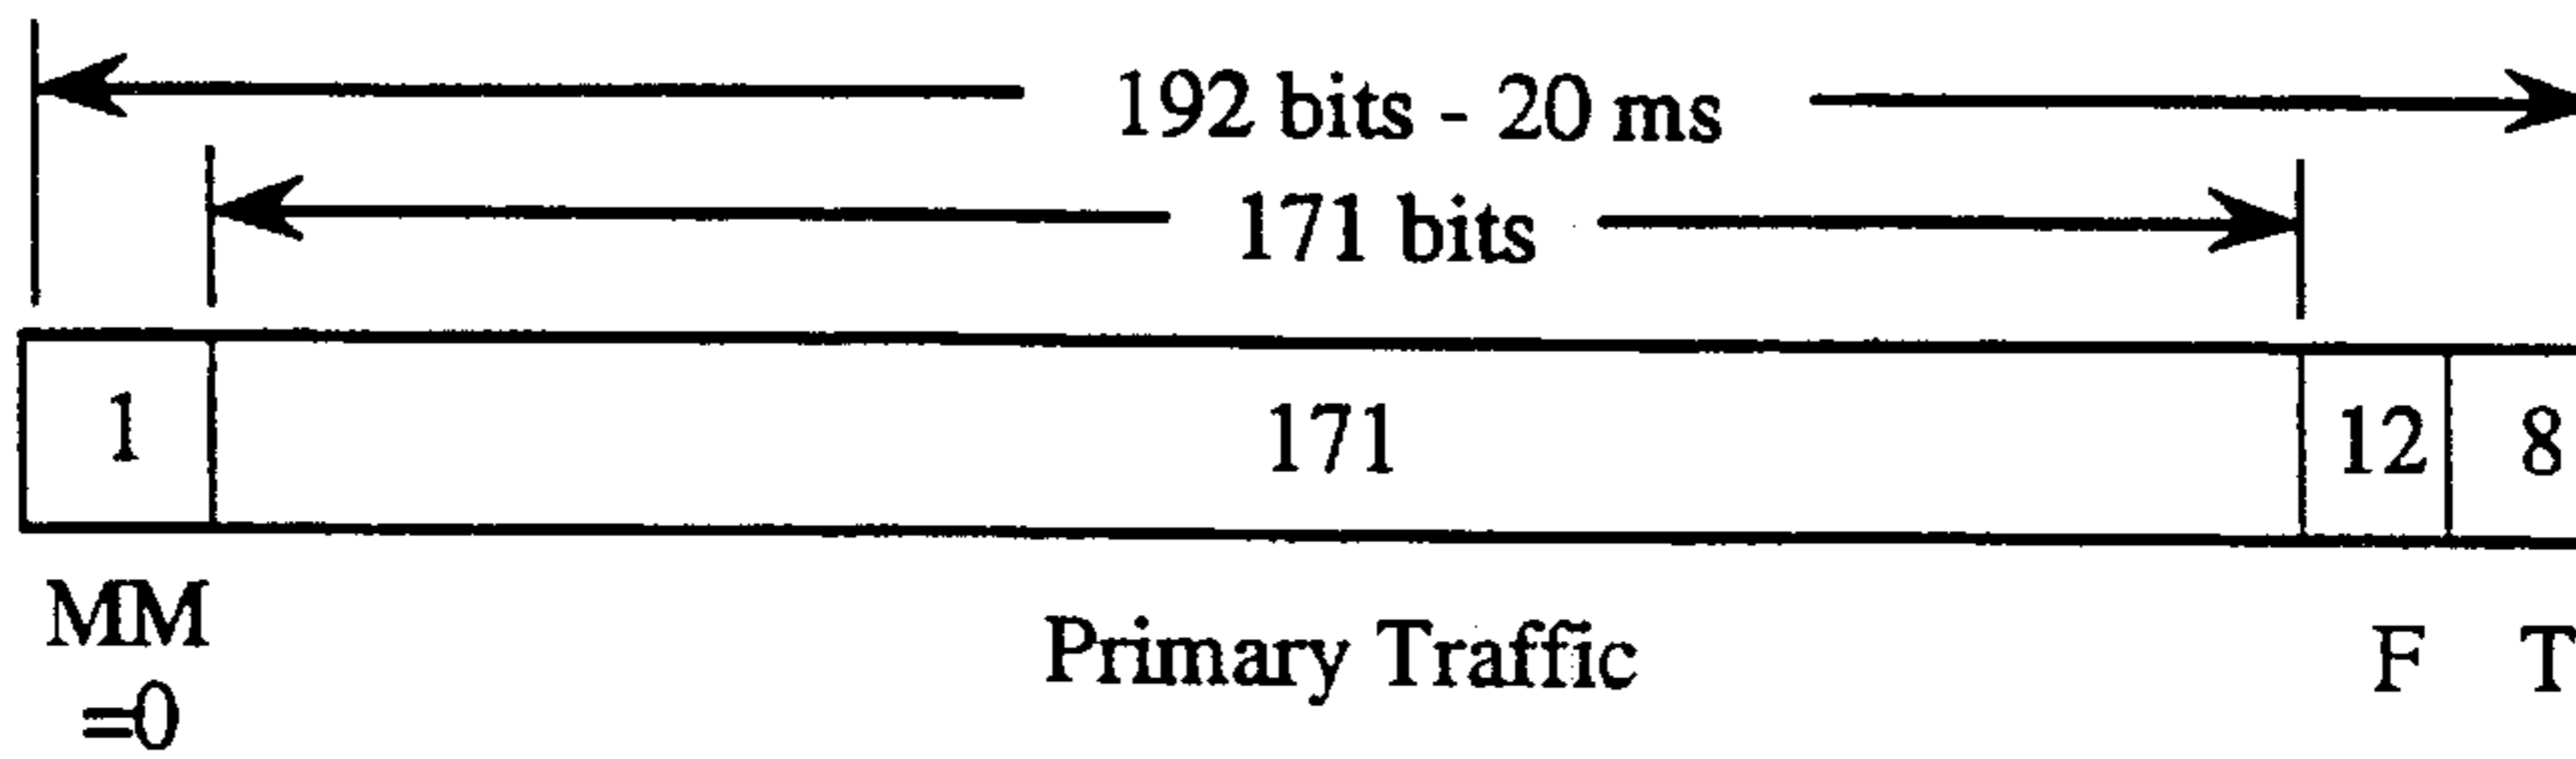 192 bits - 20 ms
171 bits
1 171 12 8
MM Primary Traffic F T
=0